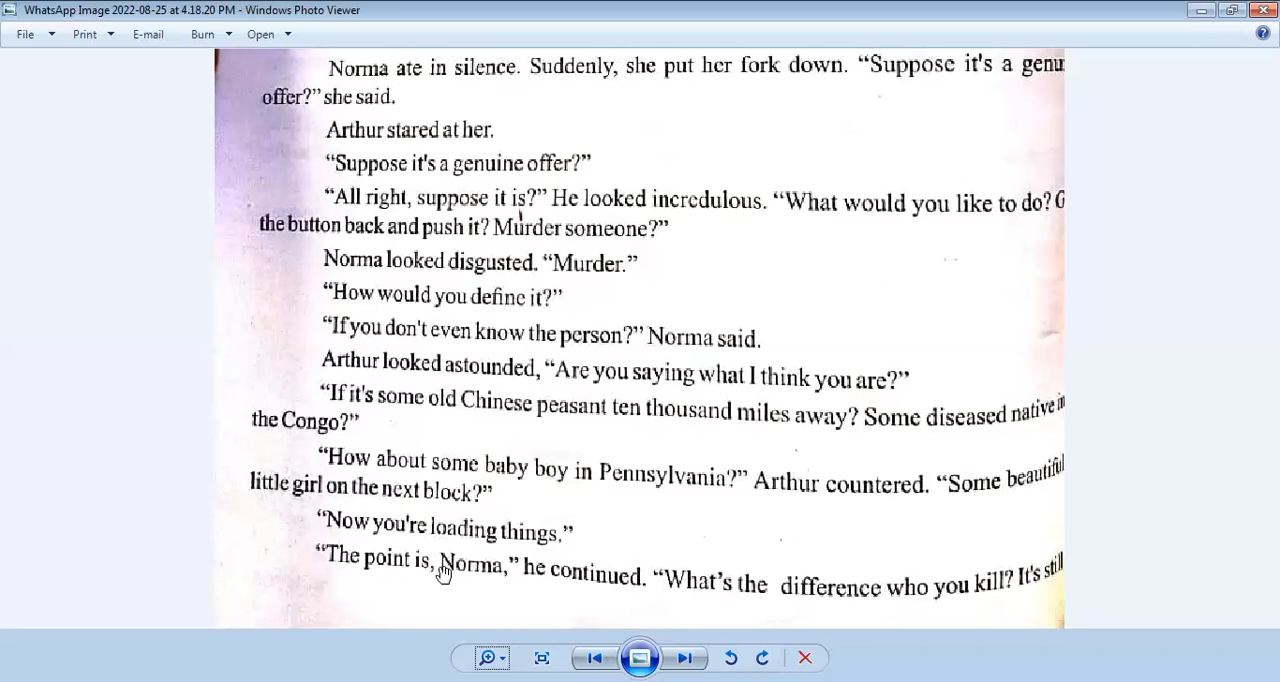 WhatsApp Image 2022-08-25 at 4.18.20 PM - Windows Photo Viewer
File Print E-mail Burn Open
Norma ate in silence. Suddenly, she put her fork down. “Suppose it's a genu
offer?” she said.
Arthur stared at her.
“Suppose it's a genuine offer?”
“All right, suppose it is?” He looked incredulous. “What would you like to do? G
the button back and push it? Murder someone?”
Norma looked disgusted. “Murder.”
“How would you define it?”
“If you don't even know the person?” Norma said.
Arthur looked astounded, “Are you saying what I think you are?”
“If it's some old Chinese peasant ten thousand miles away? Some diseased native in
the Congo?”
“How about some baby boy in Pennsylvania?” Arthur countered. “Some beautiful
little girl on the next block?”
“Now you're loading things.”
“The point is, Norma,” he continued. “What’s the difference who you kill? It's still